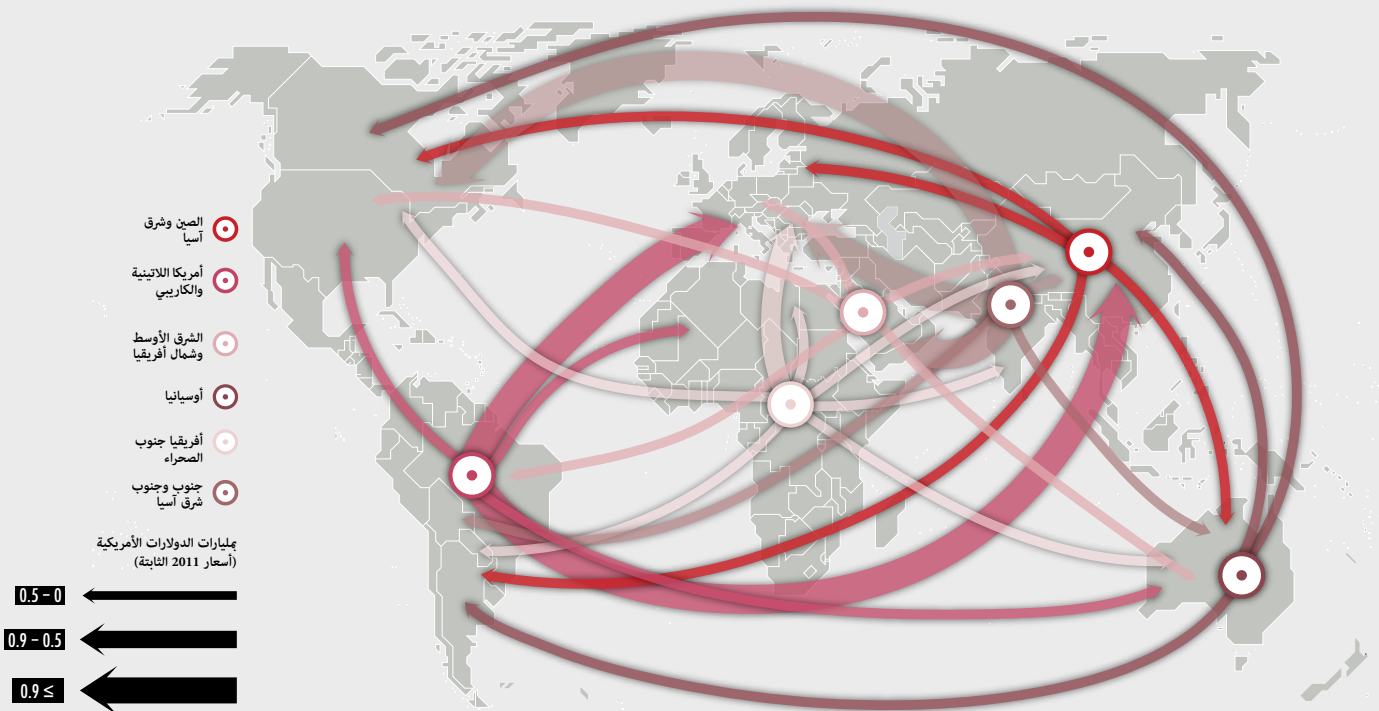 الصين وشرق
آسيا
أمريكا اللاتينية
والكاريبي
الشرق الأوسط
وشمال أفريقيا
أوسيانيا
أفريقيا جنوب
الصحراء
جنوب وجنوب
شرق آسيا
بمليارات الدولارات الأمريكية
(أسعار 2011 الثابتة)
0.5 – 0
0.9 – 0.5
0.9 ≤